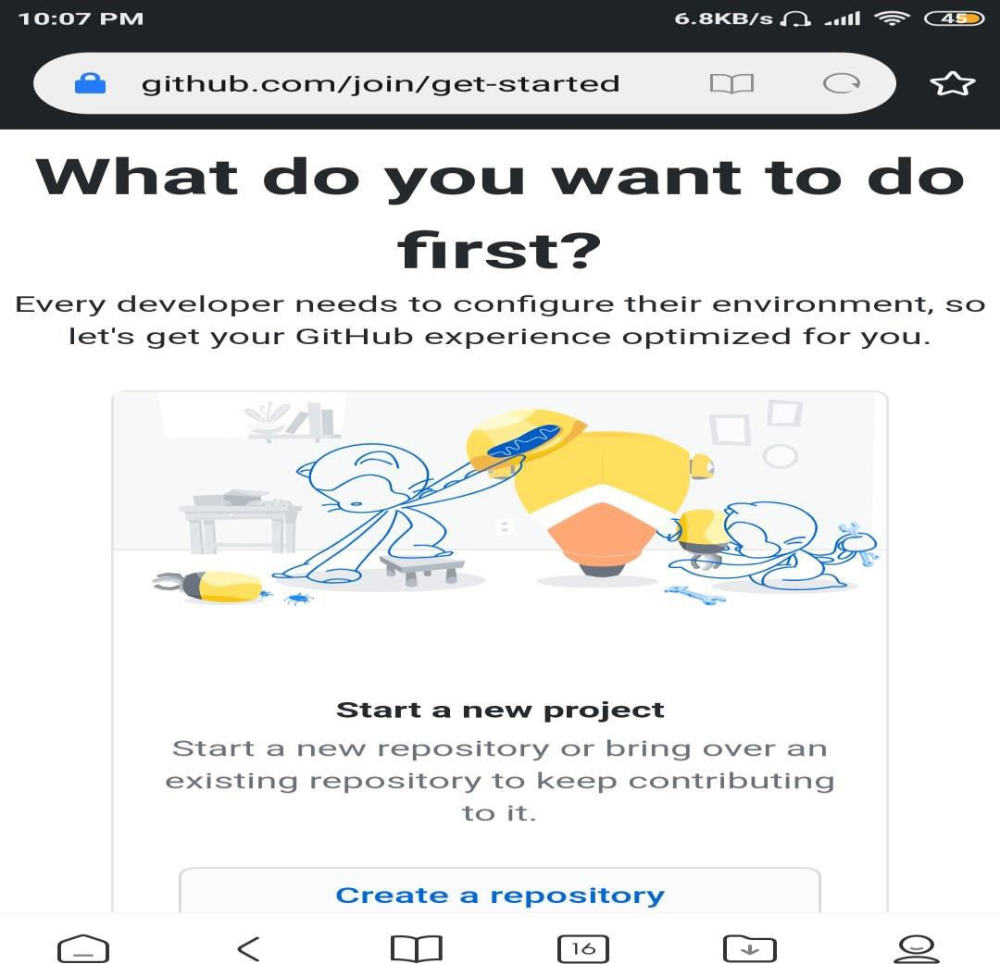 10:07 PM 6.8KB/s 45
github.com/join/get-started
What do you want to do
first?
Every developer needs to configure their environment, so
let's get your GitHub experience optimized for you.
Start a new project
Start a new repository or bring over an
existing repository to keep contributing
to it.
Create a repository
16